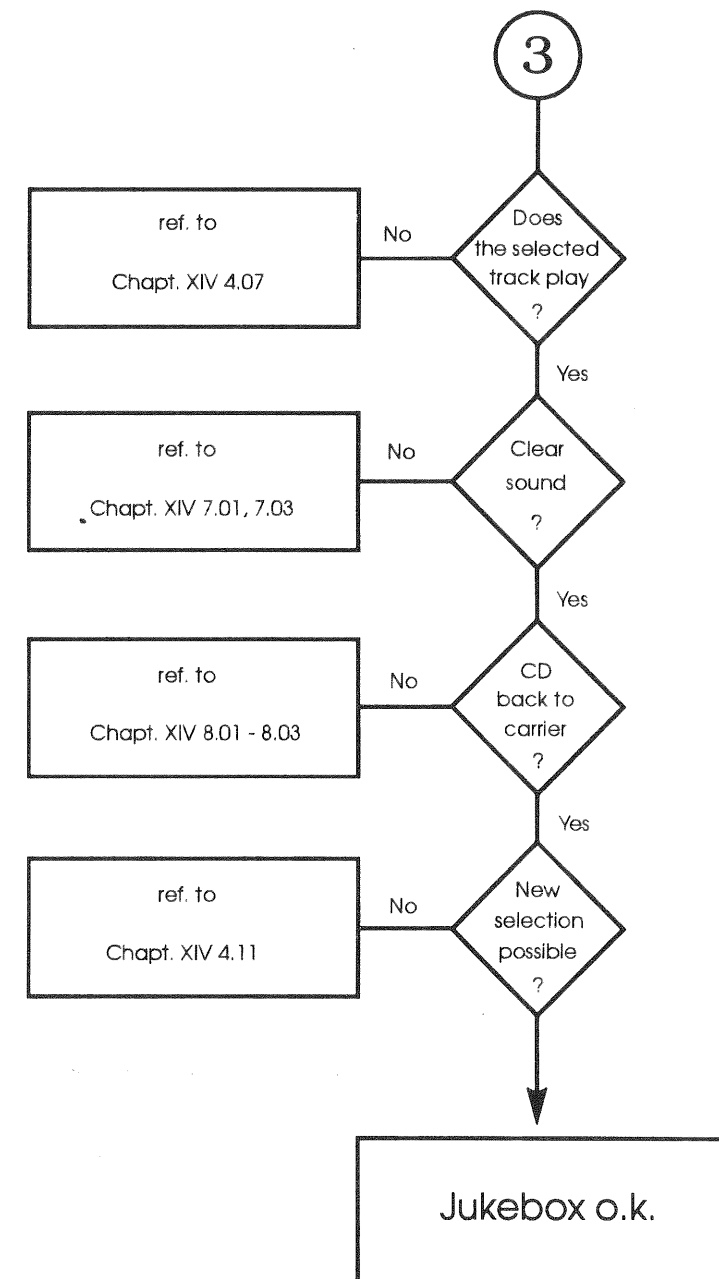 3
Does
the selected
track play
?
No
ref. to
Chapt. XIV 4.07
Yes
Clear
sound
?
No
ref. to
Chapt. XIV 7.01, 7.03
Yes
CD
back to
carrier
?
No
ref. to
Chapt. XIV 8.01 - 8.03
Yes
New
selection
possible
?
No
ref. to
Chapt. XIV 4.11
Jukebox o.k.